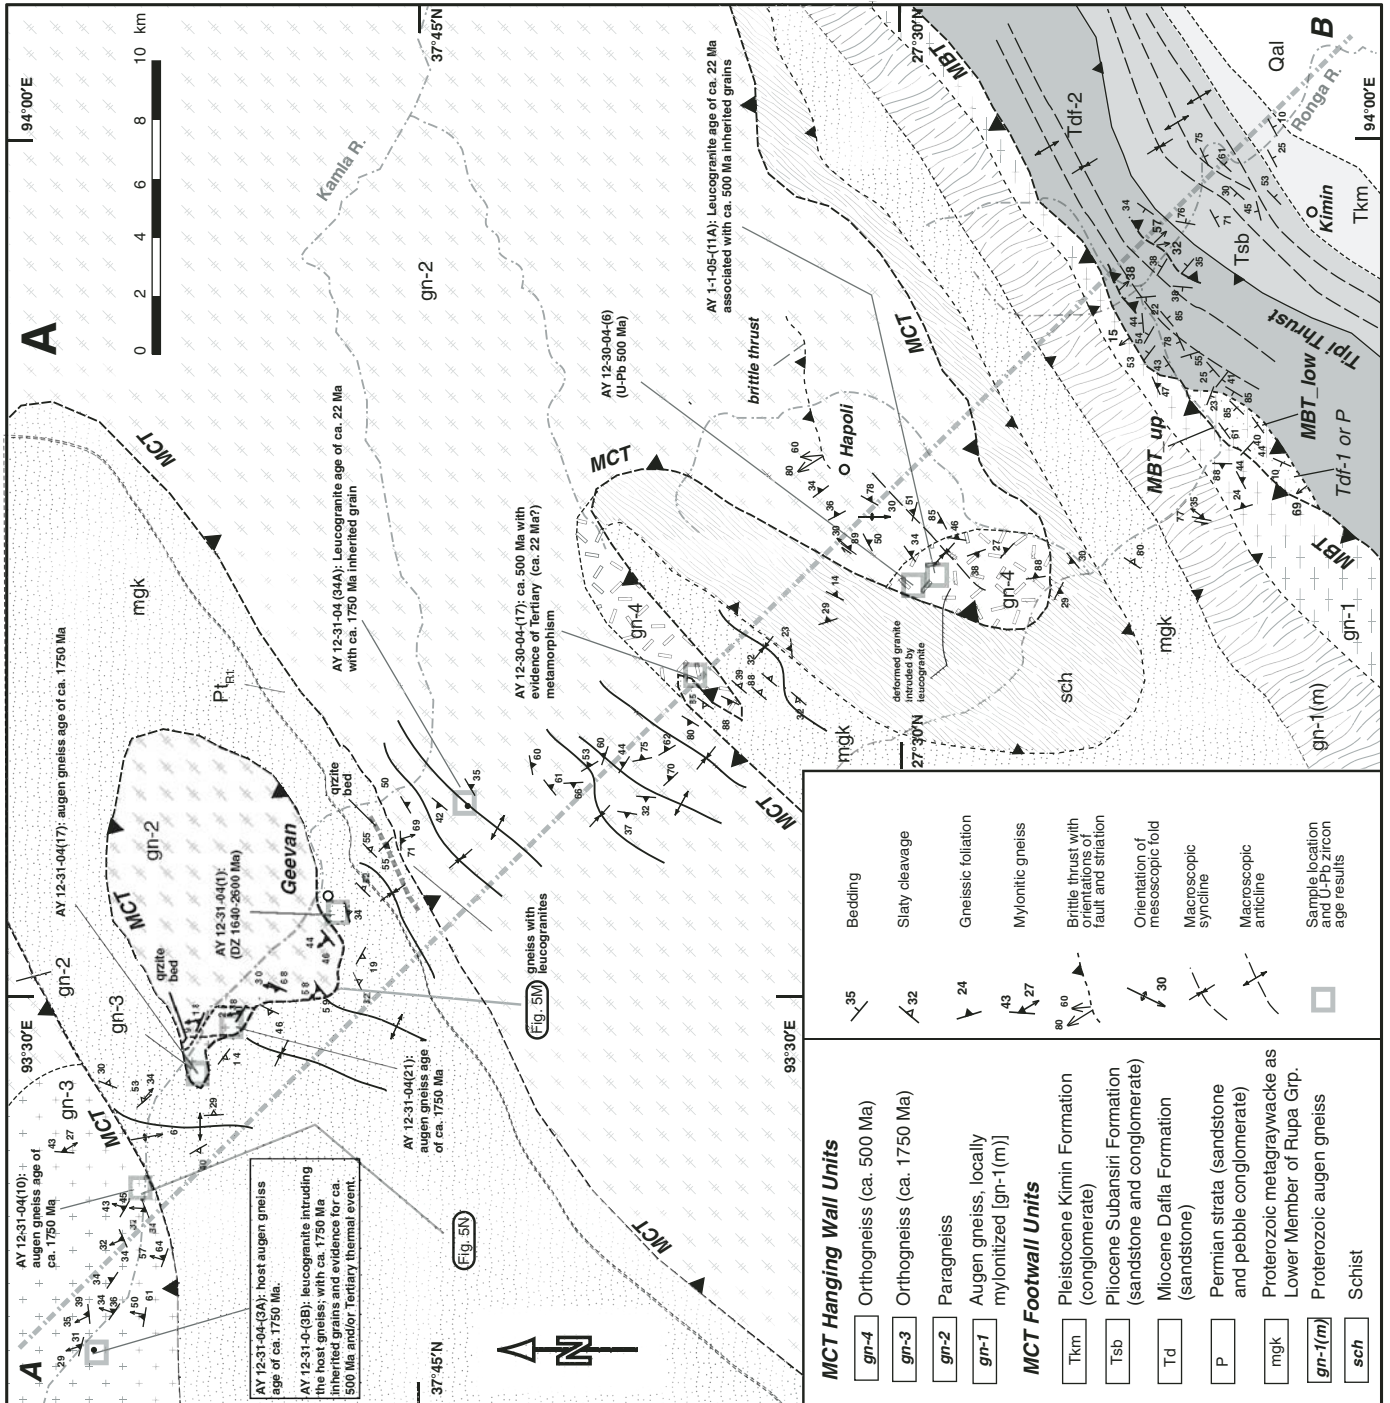 A
0 2 4 6 8 10 km
94°00′E
37°45′N
27°30′N
Kamla R.
gn-2
MCT
mgk
Pt Rt
AY 12-31-04 (34A): Leucogranite age of ca. 22 Ma
with ca. 1750 Ma inherited grain
AY 12-30-04-(17): ca. 500 Ma with
evidence of Tertiary (ca. 22 Ma?)
metamorphism
AY 12-30-04-(6)
(U-Pb 500 Ma)
AY 1-1-05-(11A): Leucogranite age of ca. 22 Ma
associated with ca. 500 Ma inherited grains
brittle thrust
Hapoli
MCT
MCT
gn-4
gn-4
deformed granite
intruded by
leucogranite
sch
mgk
mgk
27°30′N
gn-1(m)
gn-1
MBT
MBT
MBT_up
MBT_low
Tdf-1 or P
Tdf-2
Tipi Thrust
Tsb
Tkm
Kimin
Qal
Ronga R.
B
94°00′E
AY 12-31-04(17): augen gneiss age of ca. 1750 Ma
MCT
gn-2
Geevan
AY 12-31-04(1):
(DZ 1640-2600 Ma)
qrzite
bed
qrzite
bed
gn-2
gn-3
gn-3
93°30′E
93°30′E
MCT
AY 12-31-04(10):
augen gneiss age of
ca. 1750 Ma
AY 12-31-04(21):
augen gneiss age
of ca. 1750 Ma
Fig. 5M
gneiss with
leucogranites
Fig. 5N
AY 12-31-04-(3A): host augen gneiss
age of ca. 1750 Ma.
AY 12-31-0-(3B): leucogranite intruding
the host gneiss; with ca. 1750 Ma
inherited grains and evidence for ca.
500 Ma and/or Tertiary thermal event.
A
37°45′N
N
MCT
MCT
MCT Hanging Wall Units
gn-4 Orthogneiss (ca. 500 Ma)
gn-3 Orthogneiss (ca. 1750 Ma)
gn-2 Paragneiss
gn-1 Augen gneiss, locally
mylonitized [gn-1(m)]
MCT Footwall Units
Tkm Pleistocene Kimin Formation
(conglomerate)
Tsb Pliocene Subansiri Formation
(sandstone and conglomerate)
Td Miocene Dafla Formation
(sandstone)
P Permian strata (sandstone
and pebble conglomerate)
mgk Proterozoic metagraywacke as
Lower Member of Rupa Grp.
gn-1(m) Proterozoic augen gneiss
sch Schist
35 Bedding
32 Slaty cleavage
24 Gneissic foliation
43 27 Mylonitic gneiss
80 60 Brittle thrust with
orientations of
fault and striation
30 Orientation of
mesoscopic fold
Macroscopic
syncline
Macroscopic
anticline
Sample location
and U-Pb zircon
age results